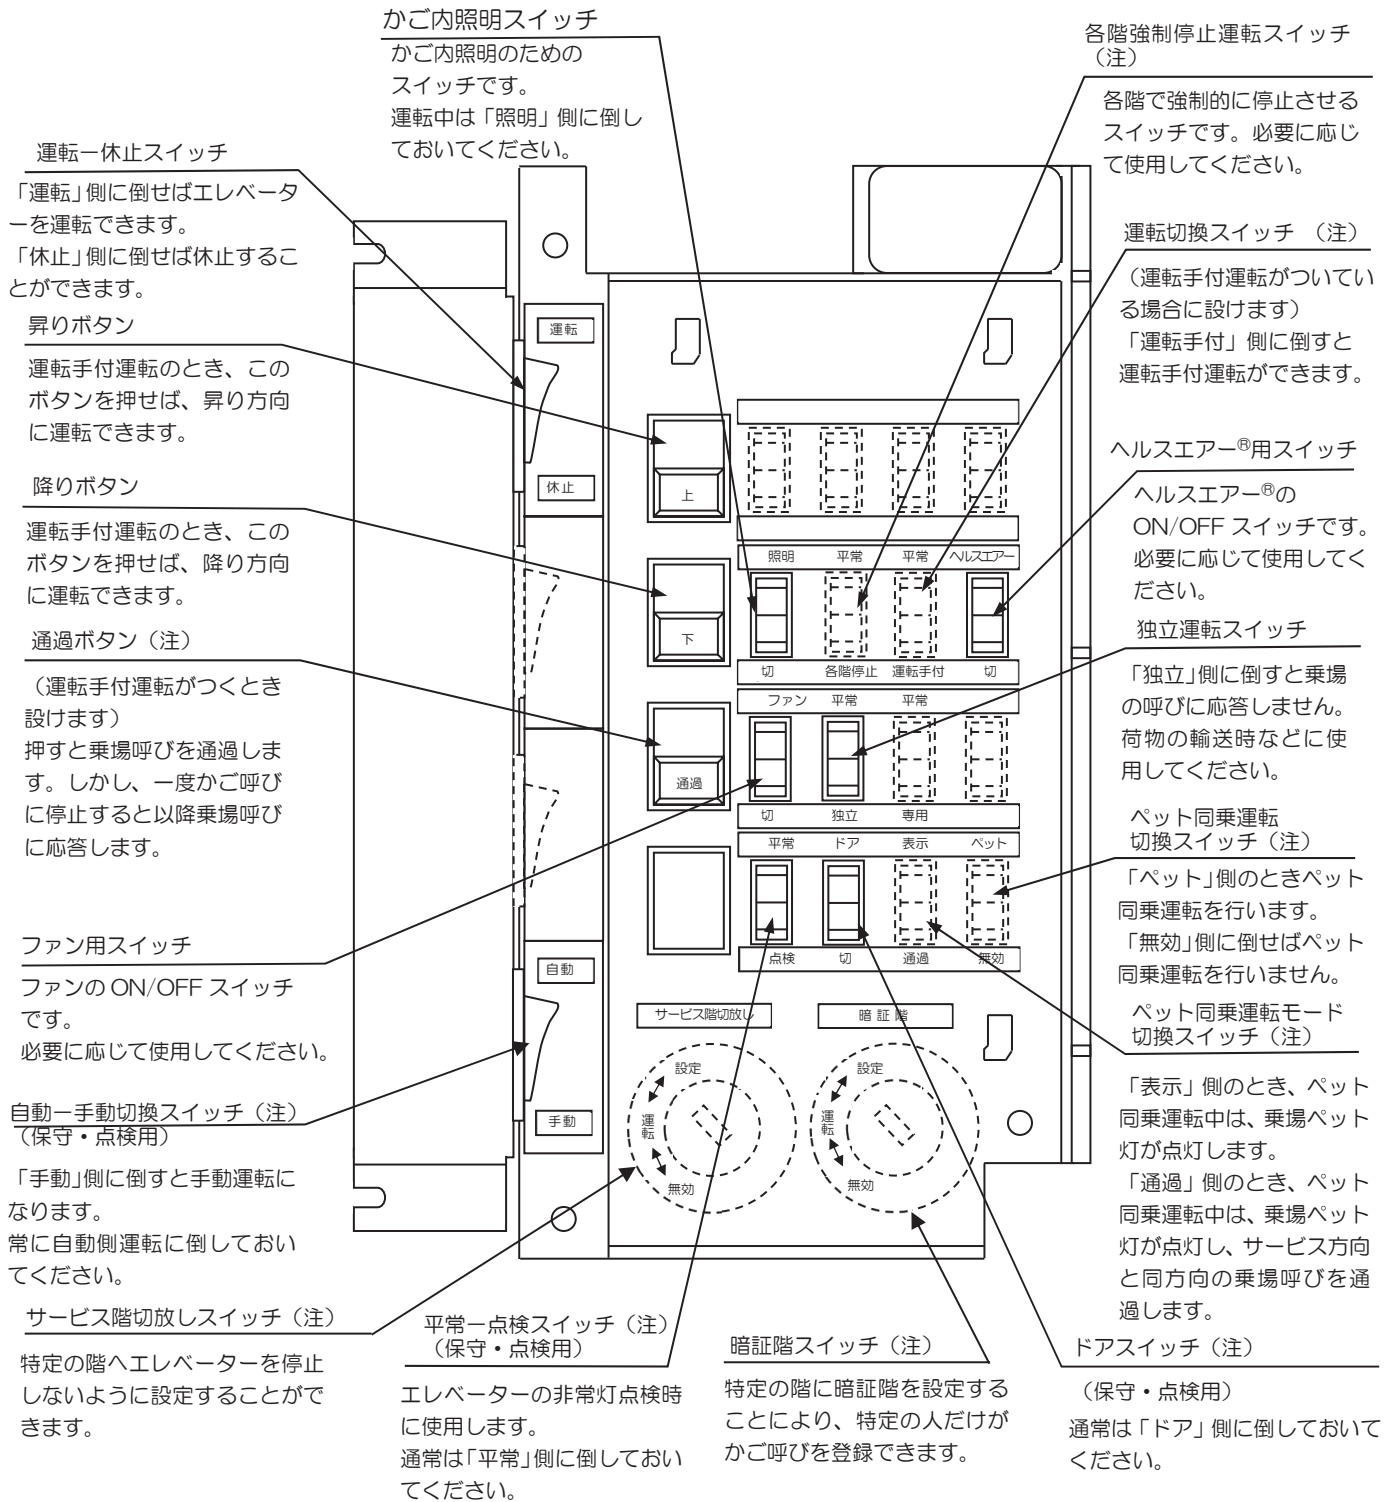 かご内照明スイッチ
かご内照明のための
スイッチです。
運転中は「照明」側に倒し
ておいてください。
各階強制停止運転スイッチ
（注）
各階で強制的に停止させる
スイッチです。必要に応じ
て使用してください。
運転ー休止スイッチ
「運転」側に倒せばエレベータ
ーを運転できます。
「休止」側に倒せば休止するこ
とができます。
運転切換スイッチ （注）
（運転手付運転がついてい
る場合に設けます）
「運転手付」側に倒すと
運転手付運転ができます。
昇りボタン
運転手付運転のとき、この
ボタンを押せば、昇り方向
に運転できます。
ヘルスエアー®用スイッチ
ヘルスエアー®の
ON/OFF スイッチです。
必要に応じて使用してく
ださい。
降りボタン
運転手付運転のとき、この
ボタンを押せば、降り方向
に運転できます。
独立運転スイッチ
「独立」側に倒すと乗場
の呼びに応答しません。
荷物の輸送時などに使
用してください。
通過ボタン（注）
（運転手付運転がつくとき
設けます）
押すと乗場呼びを通過しま
す。しかし、一度かご呼び
に停止すると以降乗場呼び
に応答します。
ペット同乗運転
切換スイッチ（注）
「ペット」側のときペット
同乗運転を行います。
「無効」側に倒せばペット
同乗運転を行いません。
ファン用スイッチ
ファンの ON/OFF スイッチ
です。
必要に応じて使用してください。
ペット同乗運転モード
切換スイッチ（注）
「表示」側のとき、ペット
同乗運転中は、乗場ペット
灯が点灯します。
「通過」側のとき、ペット
同乗運転中は、乗場ペット
灯が点灯し、サービス方向
と同方向の乗場呼びを通
過します。
自動ー手動切換スイッチ（注）
（保守・点検用）
「手動」側に倒すと手動運転に
なります。
常に自動側運転に倒しておい
てください。
サービス階切放しスイッチ（注）
特定の階へエレベーターを停止
しないように設定することがで
きます。
平常ー点検スイッチ（注）
（保守・点検用）
エレベーターの非常灯点検時
に使用します。
通常は「平常」側に倒しておい
てください。
暗証階スイッチ（注）
特定の階に暗証階を設定する
ことにより、特定の人だけが
かご呼びを登録できます。
ドアスイッチ（注）
（保守・点検用）
通常は「ドア」側に倒しておいて
ください。
運転
休止
自動
手動
上
下
通過
照明 平常 平常 ヘルスエアー
切 各階停止 運転手付 切
ファン 平常 平常
切 独立 専用
平常 ドア 表示 ペット
点検 切 通過 無効
サービス階切放し
暗 証 階
設定
運転
無効
設定
運転
無効